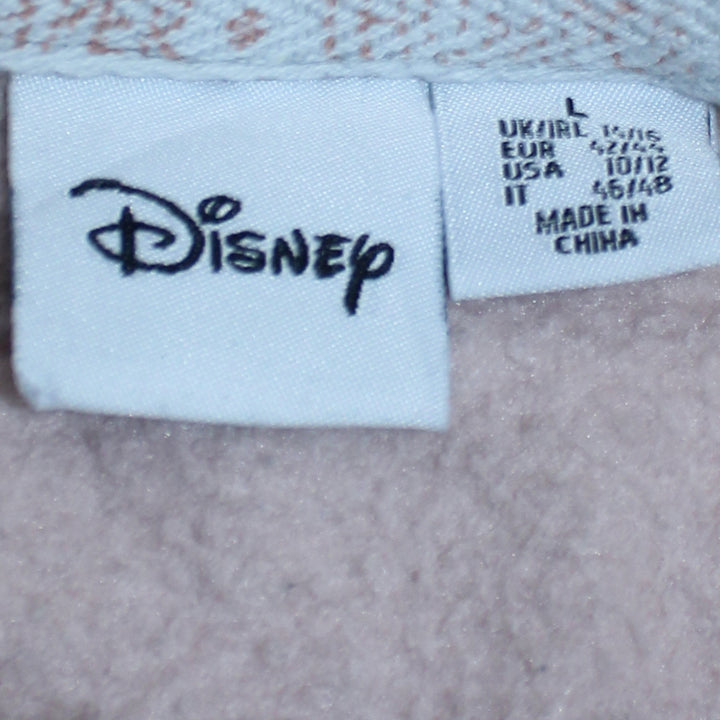 Disney
L
UK/IRL 14/16
EUR 42/44
USA 10/12
IT 46/48
MADE IN
CHINA